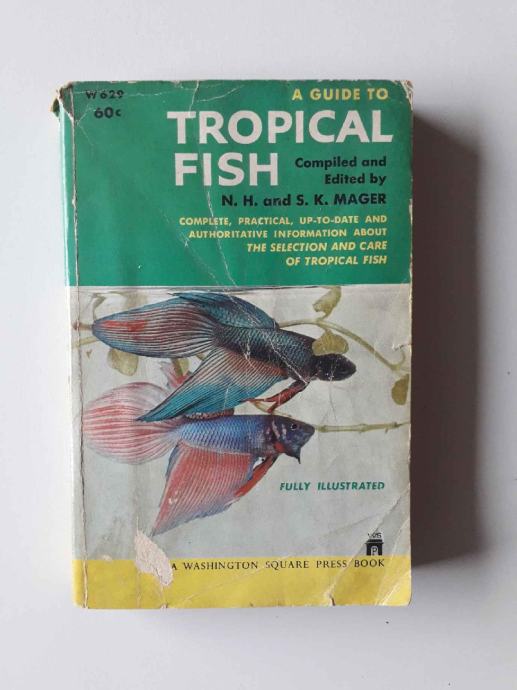 W 629
60c
A GUIDE TO
TROPICAL
FISH
Compiled and
Edited by
N. H. and S. K. MAGER
COMPLETE, PRACTICAL, UP-TO-DATE AND
AUTHORITATIVE INFORMATION ABOUT
THE SELECTION AND CARE
OF TROPICAL FISH
FULLY ILLUSTRATED
A WASHINGTON SQUARE PRESS BOOK